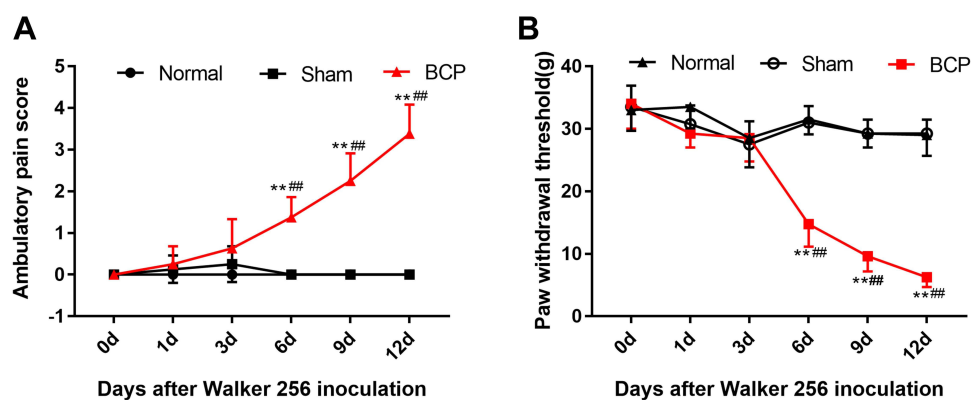 A
Normal Sham BCP
Ambulatory pain score
5
4
3
2
1
0
-1
**##
**##
**##
0d 1d 3d 6d 9d 12d
Days after Walker 256 inoculation
B
Normal Sham BCP
Paw withdrawal threshold(g)
40
30
20
10
0
**##
**##
**##
0d 1d 3d 6d 9d 12d
Days after Walker 256 inoculation